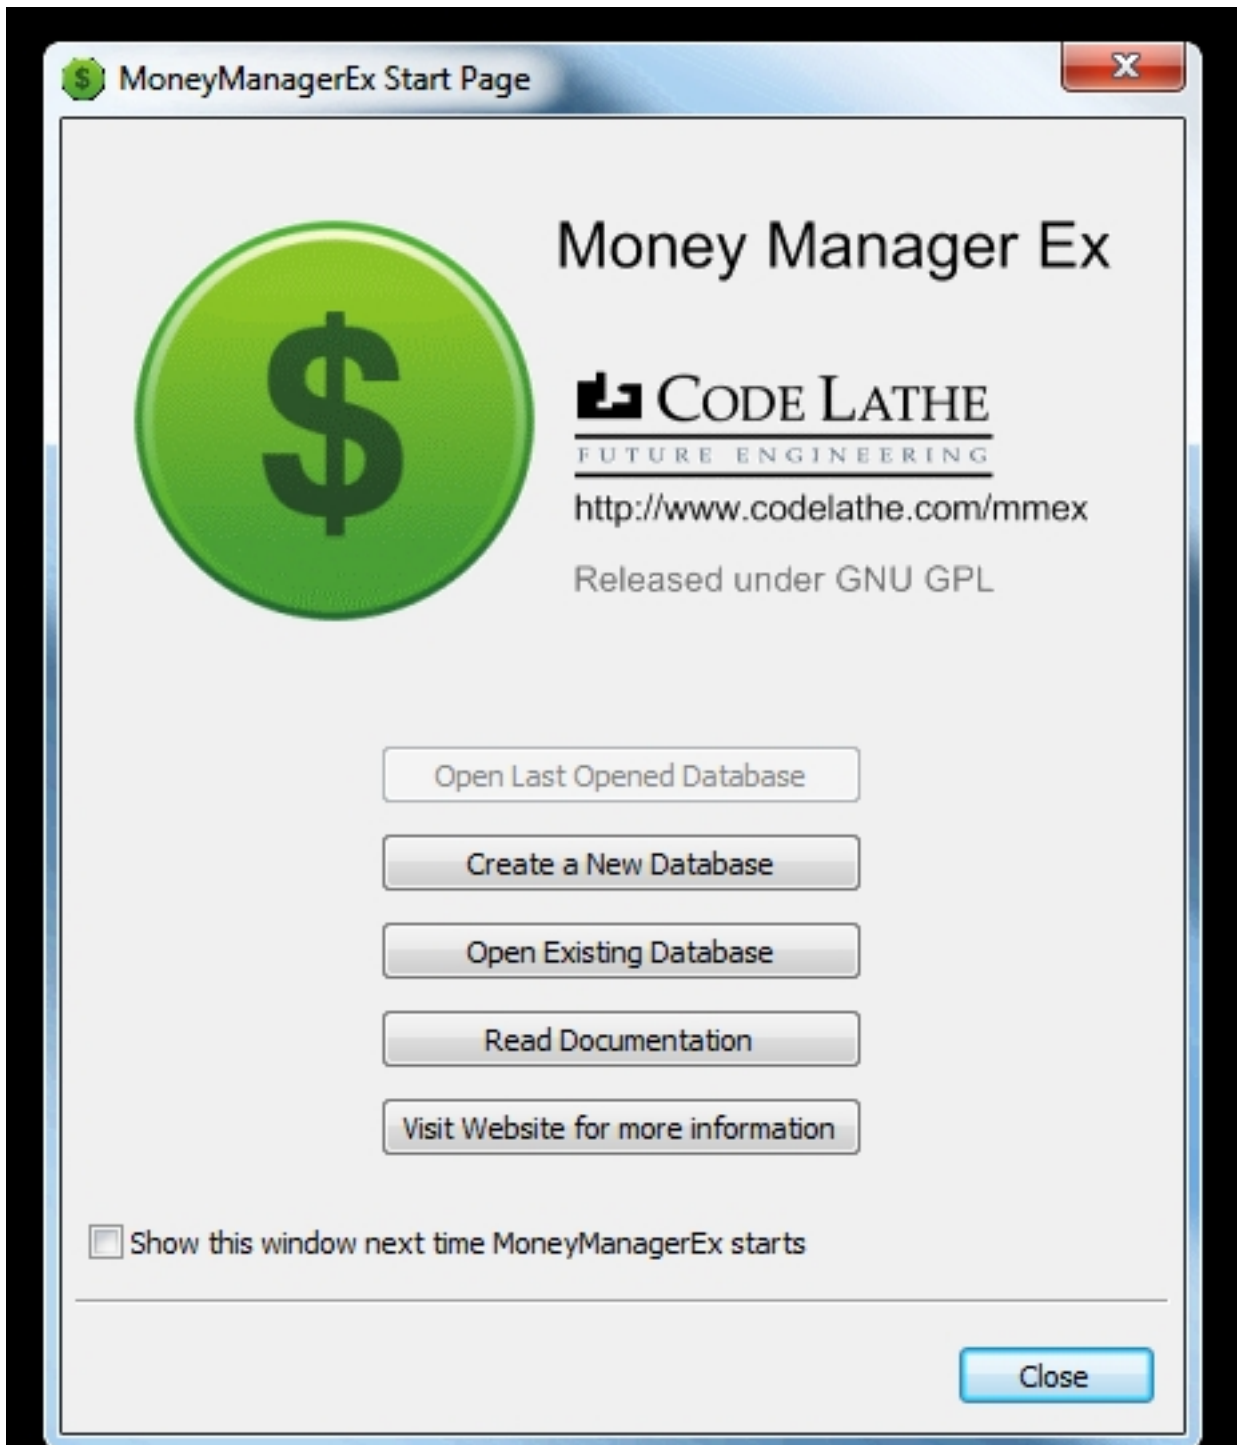 $ MoneyManagerEx Start Page
x
Money Manager Ex
$
CODE LATHE
FUTURE ENGINEERING
http://www.codelathe.com/mmex
Released under GNU GPL
Open Last Opened Database
Create a New Database
Open Existing Database
Read Documentation
Visit Website for more information
Show this window next time MoneyManagerEx starts
Close